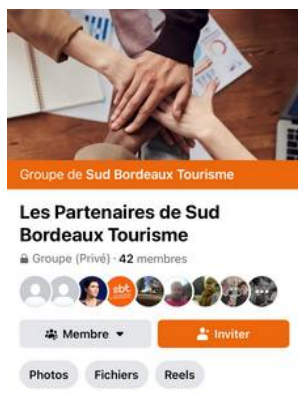 Groupe de Sud Bordeaux Tourisme
Les Partenaires de Sud
Bordeaux Tourisme
Groupe (Privé) · 42 membres
sbt
Membre
Inviter
Photos Fichiers Reels